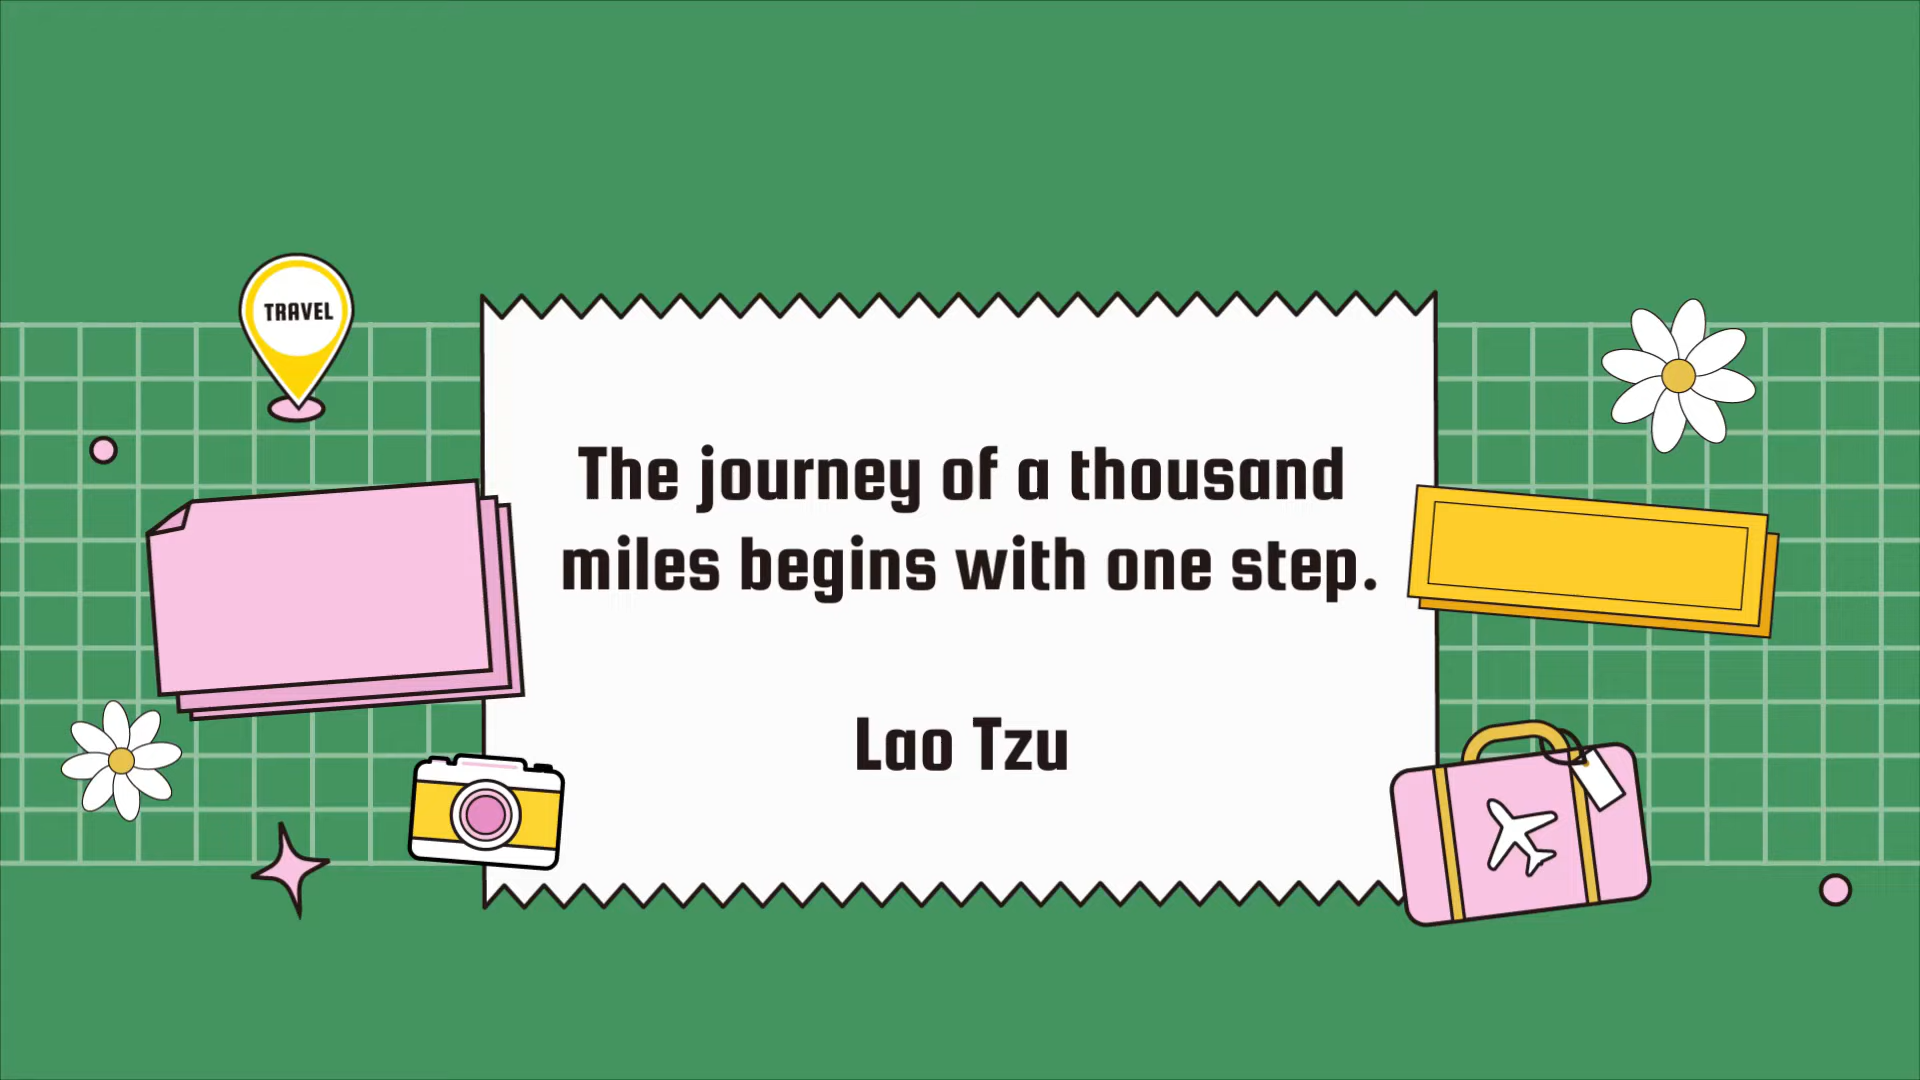 TRAVEL
The journey of a thousand
miles begins with one step.
Lao Tzu